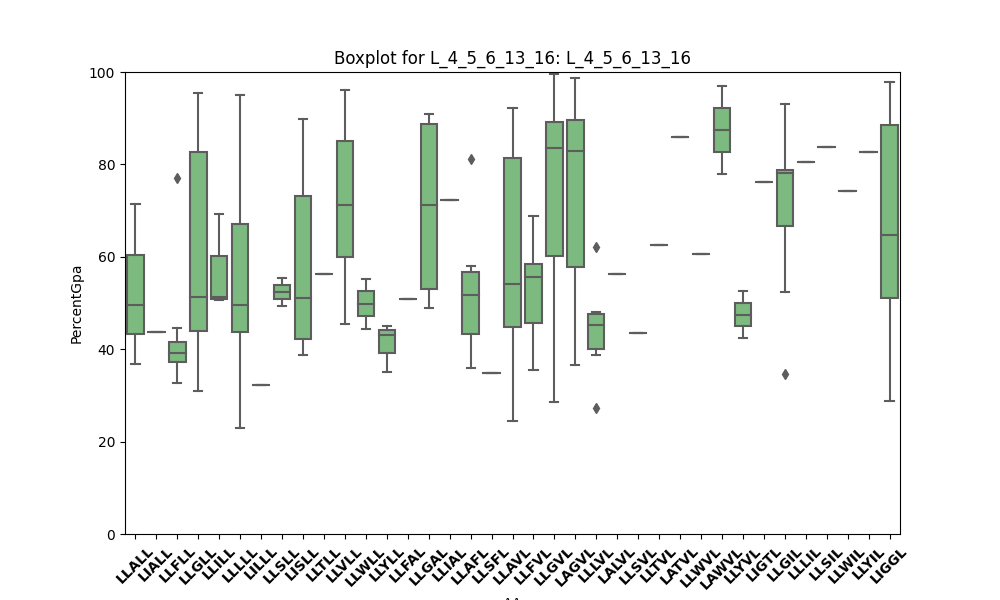 Boxplot for L_4_5_6_13_16: L_4_5_6_13_16
100
80
60
40
20
0
PercentGpa
LLALL
LIALL
LLFLL
LLGLL
LLILL
LLLLL
LILLL
LLSLL
LISLL
LLTLL
LLVLL
LLWLL
LLYLL
LLFAL
LLGAL
LLIAL
LLAFL
LLSFL
LLAVL
LLFVL
LLGVL
LAGVL
LLLVL
LALVL
LLSVL
LLTVL
LATVL
LLWVL
LAWVL
LLYVL
LIGTL
LLGIL
LLLIL
LLSIL
LLWIL
LLYIL
LIGGL